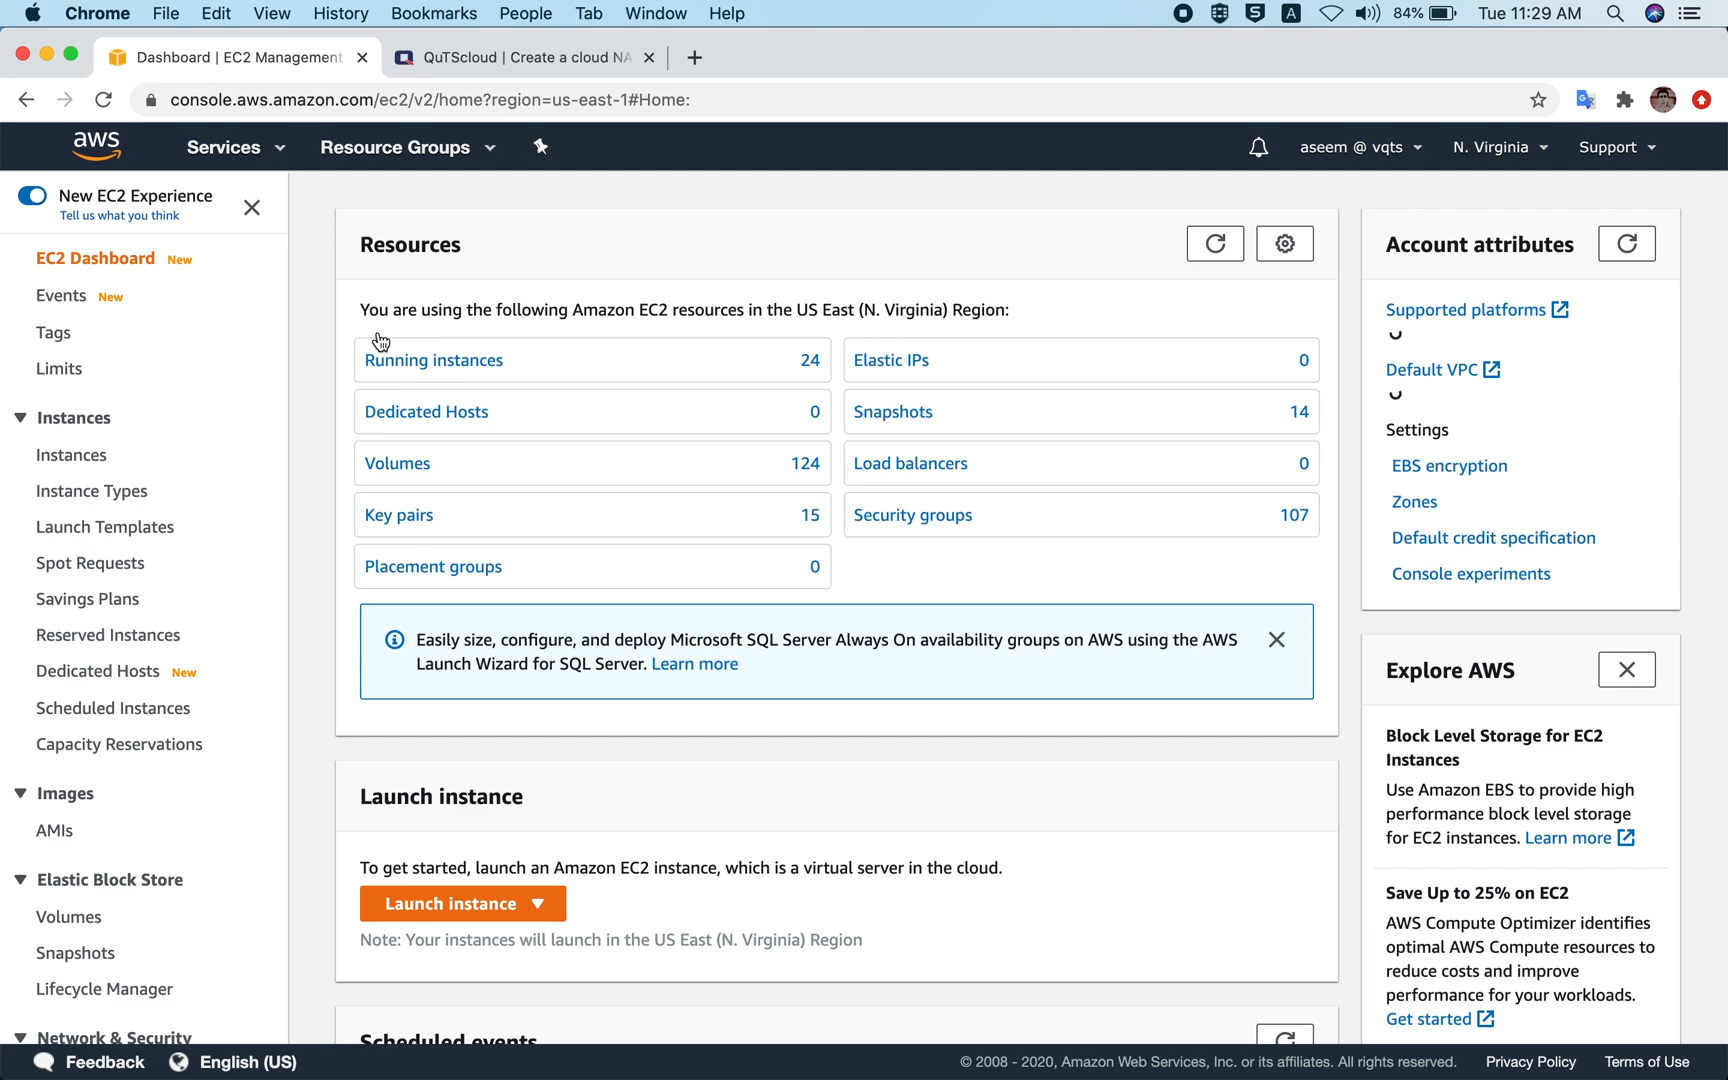 Chrome File Edit View History Bookmarks People Tab Window Help
84% Tue 11:29 AM
Dashboard | EC2 Management
QuTScloud | Create a cloud NA
console.aws.amazon.com/ec2/v2/home?region=us-east-1#Home:
aws Services Resource Groups aseem @ vqts N. Virginia Support
New EC2 Experience
Tell us what you think
EC2 Dashboard New
Events New
Tags
Limits
Instances
Instances
Instance Types
Launch Templates
Spot Requests
Savings Plans
Reserved Instances
Dedicated Hosts New
Scheduled Instances
Capacity Reservations
Images
AMIs
Elastic Block Store
Volumes
Snapshots
Lifecycle Manager
Network & Security
Resources
You are using the following Amazon EC2 resources in the US East (N. Virginia) Region:
Running instances 24
Elastic IPs 0
Dedicated Hosts 0
Snapshots 14
Volumes 124
Load balancers 0
Key pairs 15
Security groups 107
Placement groups 0
Easily size, configure, and deploy Microsoft SQL Server Always On availability groups on AWS using the AWS
Launch Wizard for SQL Server. Learn more
Launch instance
To get started, launch an Amazon EC2 instance, which is a virtual server in the cloud.
Launch instance
Note: Your instances will launch in the US East (N. Virginia) Region
Scheduled events
Account attributes
Supported platforms
Default VPC
Settings
EBS encryption
Zones
Default credit specification
Console experiments
Explore AWS
Block Level Storage for EC2
Instances
Use Amazon EBS to provide high
performance block level storage
for EC2 instances. Learn more
Save Up to 25% on EC2
AWS Compute Optimizer identifies
optimal AWS Compute resources to
reduce costs and improve
performance for your workloads.
Get started
Feedback English (US)
© 2008 - 2020, Amazon Web Services, Inc. or its affiliates. All rights reserved. Privacy Policy Terms of Use